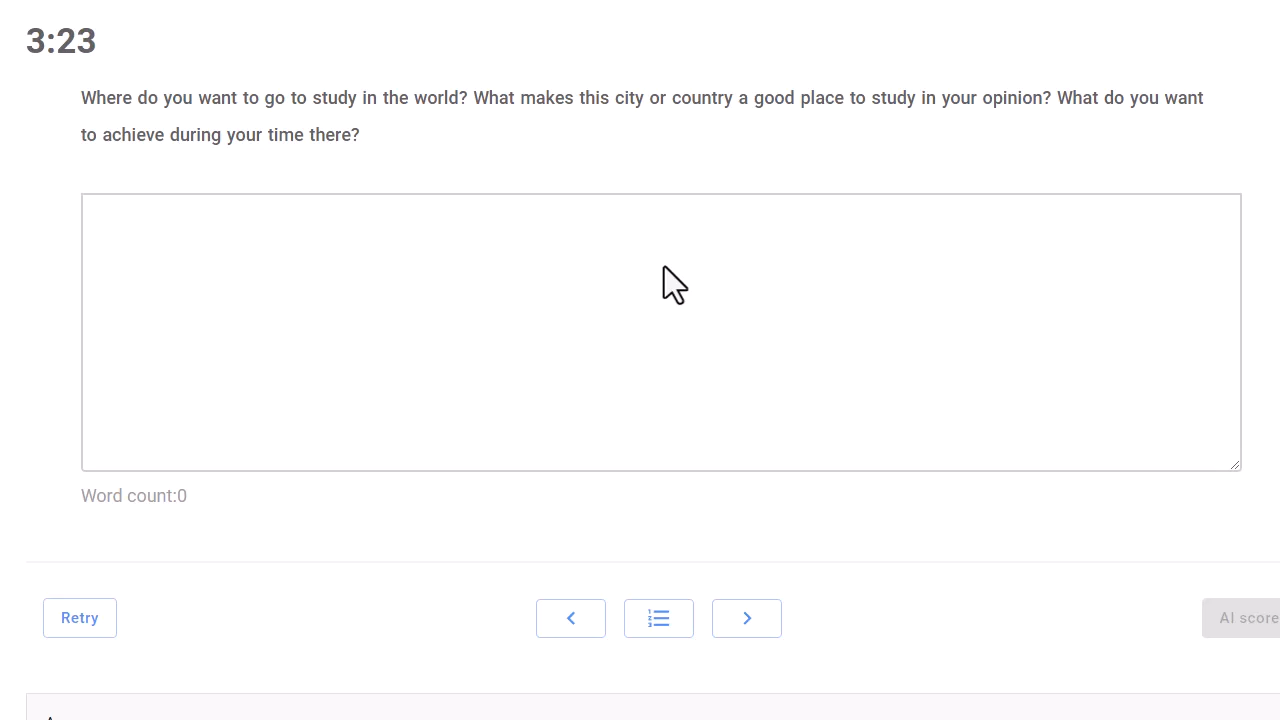 3:23
Where do you want to go to study in the world? What makes this city or country a good place to study in your opinion? What do you want
to achieve during your time there?
Word count:0
Retry
AI score